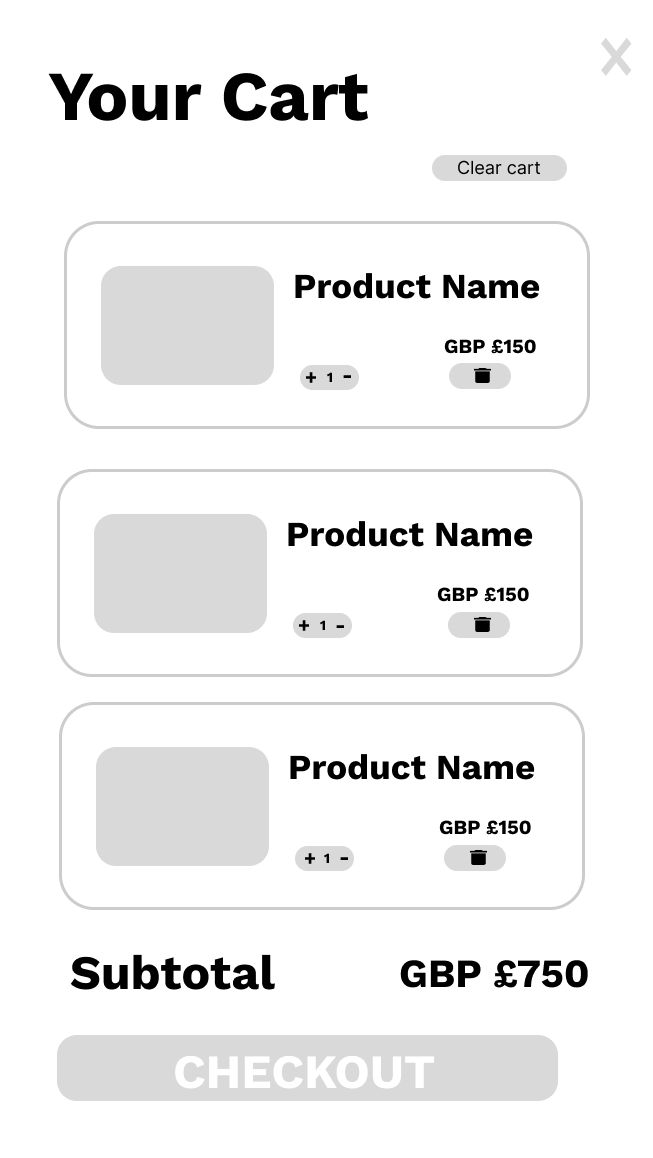 X
Your Cart
Clear cart
Product Name
GBP £150
+ 1 -
Product Name
GBP £150
+ 1 -
Product Name
GBP £150
+ 1 -
Subtotal GBP £750
CHECKOUT